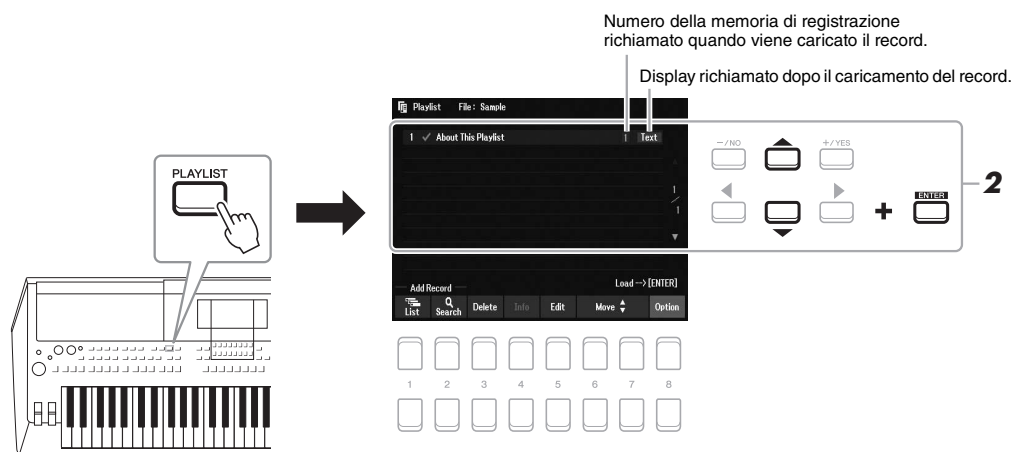 Numero della memoria di registrazione
richiamato quando viene caricato il record.
Display richiamato dopo il caricamento del record.
Playlist File: Sample
1 ✓ About This Playlist 1 Text
1
/
1
Add Record
Load-->[ENTER]
List Search Delete Info Edit Move Option
PLAYLIST
-/NO +/YES
ENTER
+
2
1 2 3 4 5 6 7 8